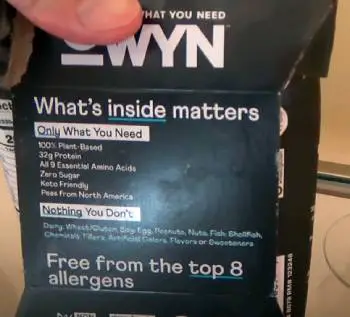 HAT YOU NEED
OWYN™
What's inside matters
Only What You Need
100% Plant-Based
32g Protein
All 9 Essential Amino Acids
Zero Sugar
Keto Friendly
Peas from North America
Nothing You Don't
Dairy, Wheat/Gluten, Soy, Egg, Peanuts, Nuts, Fish, Shellfish,
Chemicals, Fillers, Artificial Colors, Flavors or Sweeteners
Free from the top 8
allergens